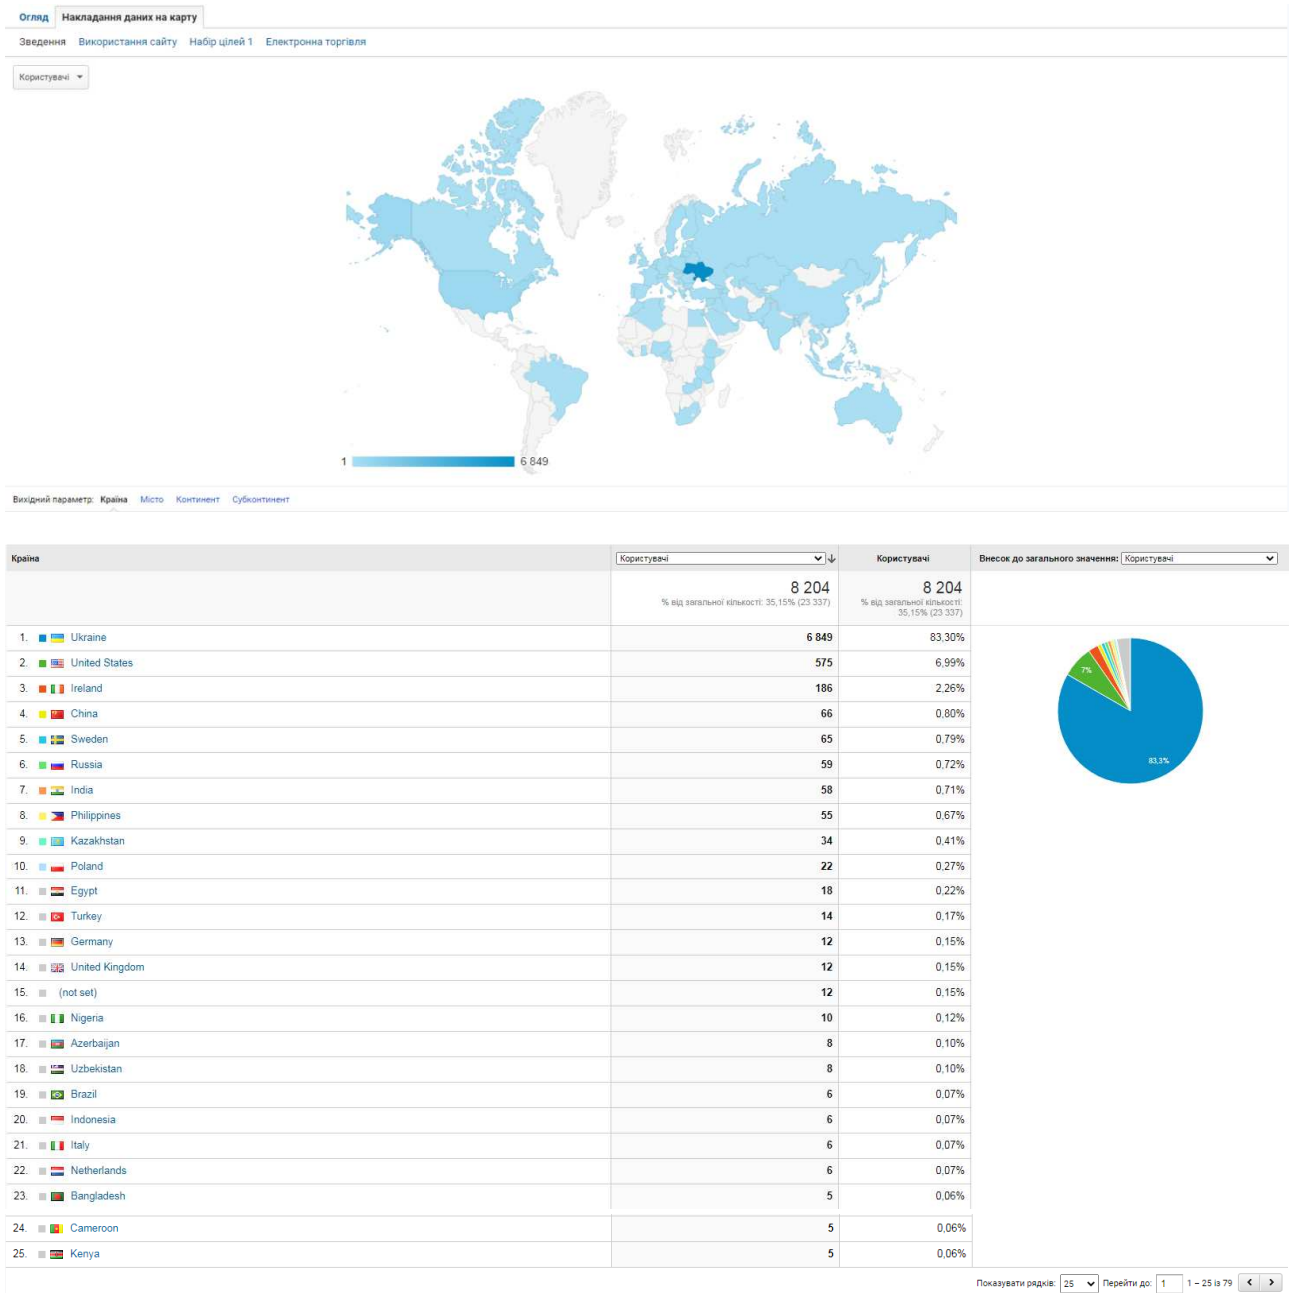 Огляд Накладання даних на карту
Зведення Використання сайту Набір цілей 1 Електронна торгівля
Користувачі
1 6 849
Вихідний параметр: Країна Місто Континент Субконтинент
Країна Користувачі Користувачі Внесок до загального значення: Користувачі
8 204 8 204
% від загальної кількості: 35,15% (23 337) % від загальної кількості:
35,15% (23 337)
1. Ukraine 6 849 83,30%
2. United States 575 6,99%
3. Ireland 186 2,26%
4. China 66 0,80%
5. Sweden 65 0,79%
6. Russia 59 0,72%
7. India 58 0,71%
8. Philippines 55 0,67%
9. Kazakhstan 34 0,41%
10. Poland 22 0,27%
11. Egypt 18 0,22%
12. Turkey 14 0,17%
13. Germany 12 0,15%
14. United Kingdom 12 0,15%
15. (not set) 12 0,15%
16. Nigeria 10 0,12%
17. Azerbaijan 8 0,10%
18. Uzbekistan 8 0,10%
19. Brazil 6 0,07%
20. Indonesia 6 0,07%
21. Italy 6 0,07%
22. Netherlands 6 0,07%
23. Bangladesh 5 0,06%
24. Cameroon 5 0,06%
25. Kenya 5 0,06%
7%
83,3%
Показувати рядків: 25 Перейти до: 1 1 – 25 із 79